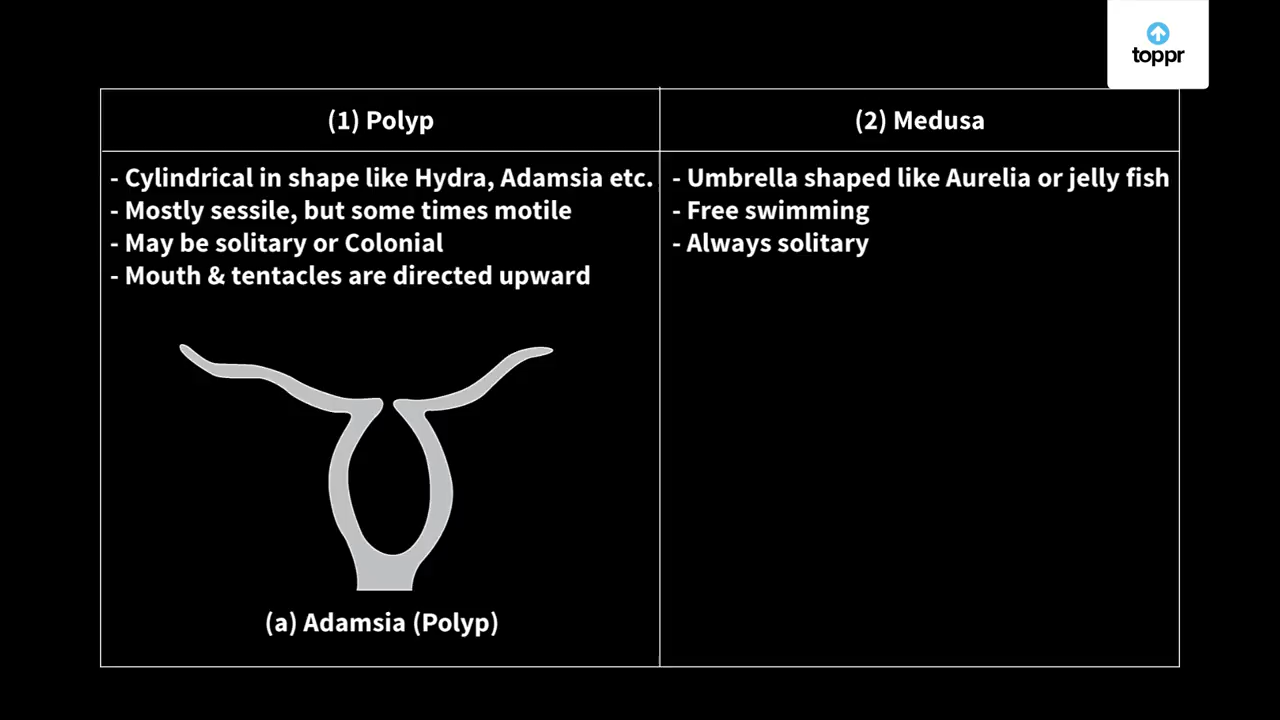 toppr
(1) Polyp
(2) Medusa
- Cylindrical in shape like Hydra, Adamsia etc.
- Mostly sessile, but some times motile
- May be solitary or Colonial
- Mouth & tentacles are directed upward
- Umbrella shaped like Aurelia or jelly fish
- Free swimming
- Always solitary
(a) Adamsia (Polyp)